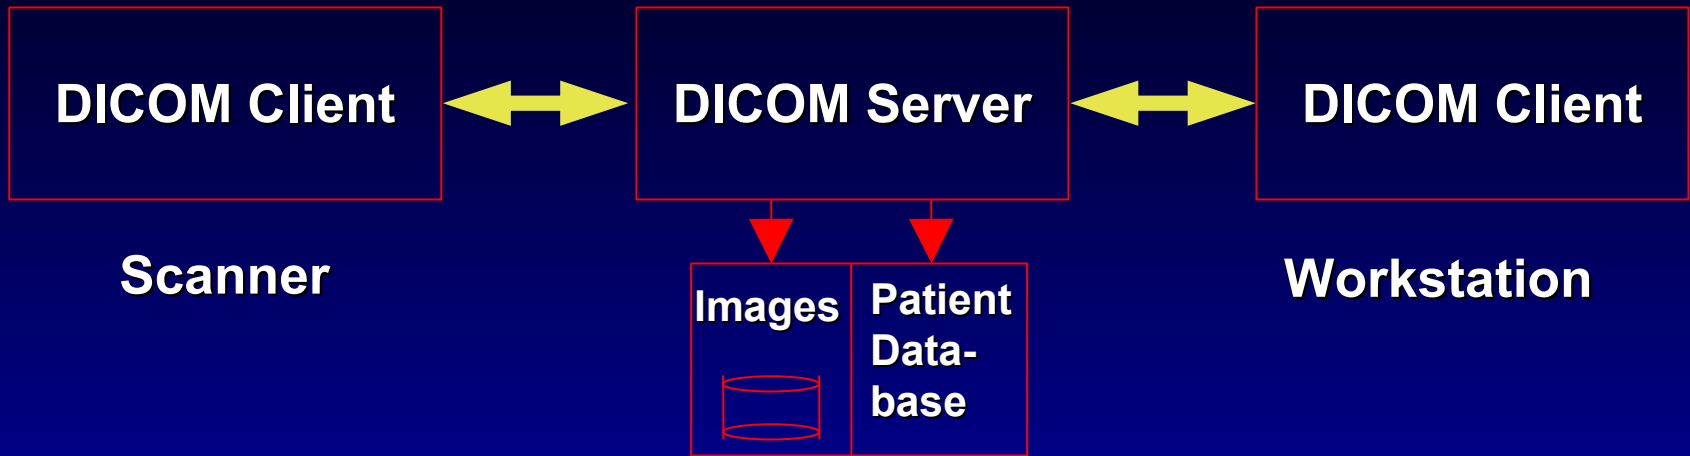 DICOM Client
DICOM Server
DICOM Client
Scanner
Workstation
Images
Patient
Data-
base